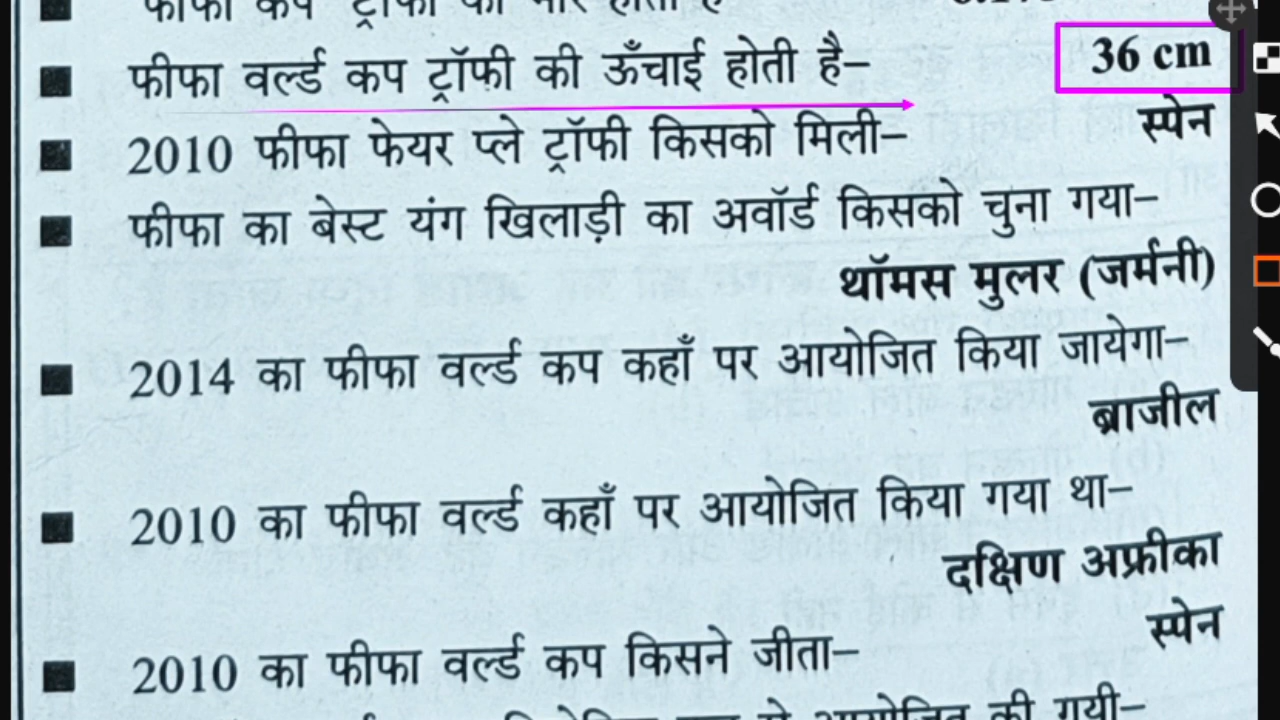 फीफा वर्ल्ड कप ट्रॉफी की ऊँचाई होती है– 36 cm
2010 फीफा फेयर प्ले ट्रॉफी किसको मिली– स्पेन
फीफा का बेस्ट यंग खिलाड़ी का अवॉर्ड किसको चुना गया–
थॉमस मुलर (जर्मनी)
2014 का फीफा वर्ल्ड कप कहाँ पर आयोजित किया जायेगा–
ब्राजील
2010 का फीफा वर्ल्ड कहाँ पर आयोजित किया गया था–
दक्षिण अफ्रीका
2010 का फीफा वर्ल्ड कप किसने जीता– स्पेन